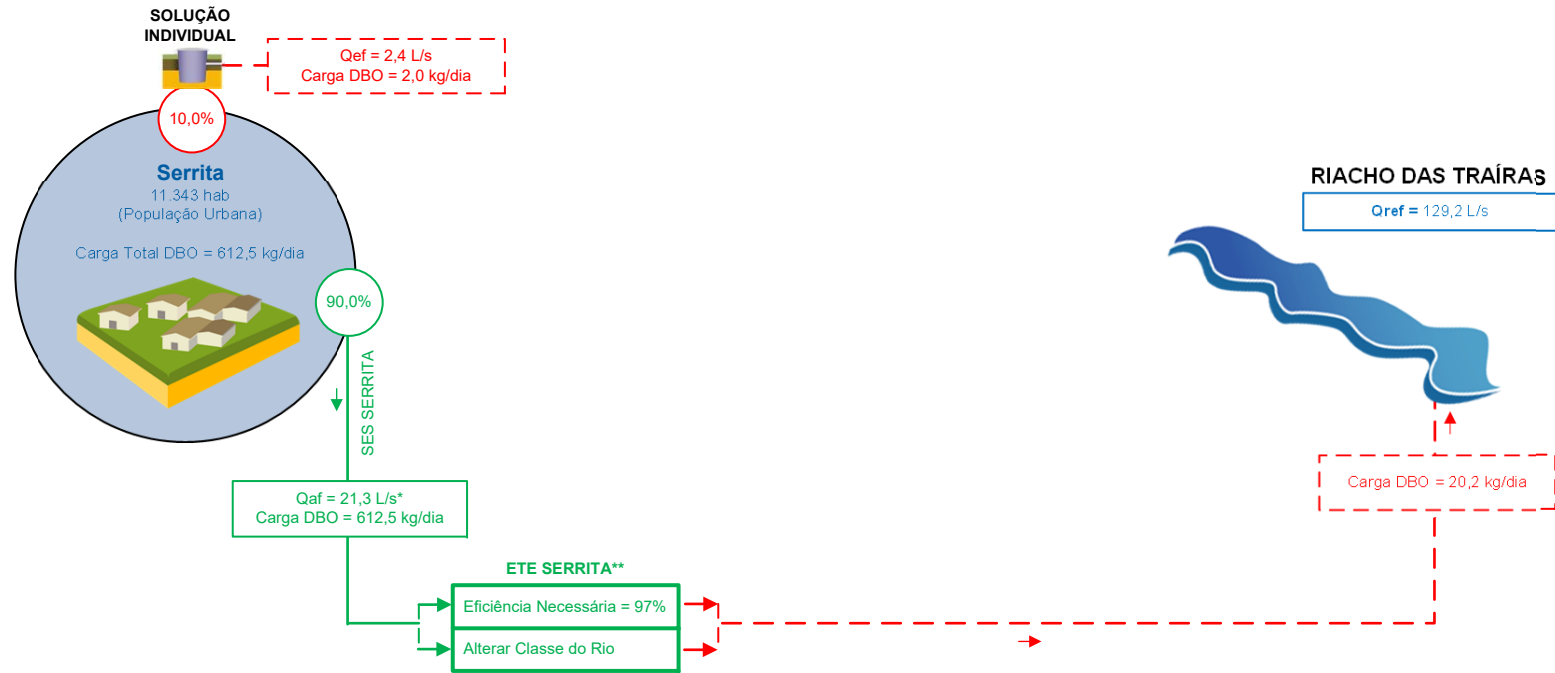 SOLUÇÃO
INDIVIDUAL
Qef = 2,4 L/s
Carga DBO = 2,0 kg/dia
10,0%
Serrita
11.343 hab
(População Urbana)
Carga Total DBO = 612,5 kg/dia
90,0%
SES SERRITA
Qaf = 21,3 L/s*
Carga DBO = 612,5 kg/dia
ETE SERRITA**
Eficiência Necessária = 97%
Alterar Classe do Rio
RIACHO DAS TRAÍRAS
Qref = 129,2 L/s
Carga DBO = 20,2 kg/dia